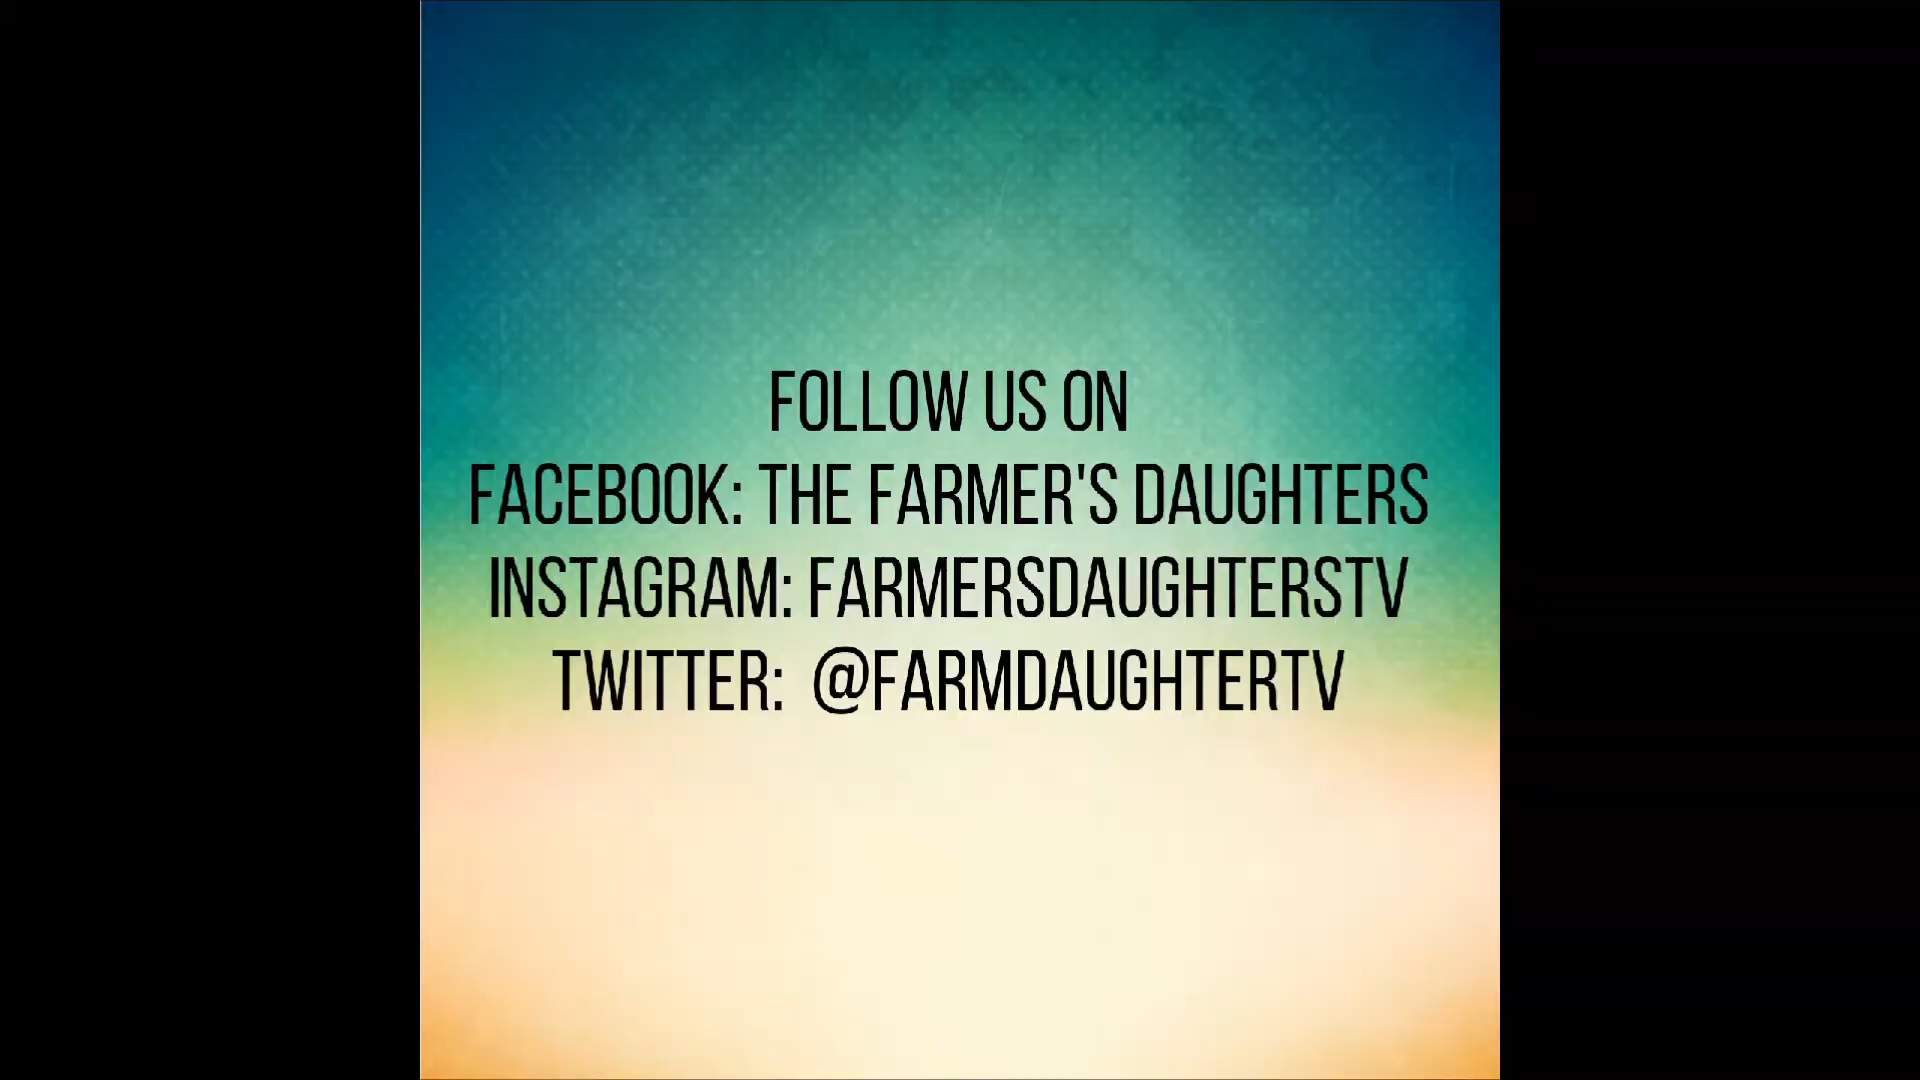 FOLLOW US ON
FACEBOOK: THE FARMER'S DAUGHTERS
INSTAGRAM: FARMERSDAUGHTERSTV
TWITTER: @FARMDAUGHTERTV